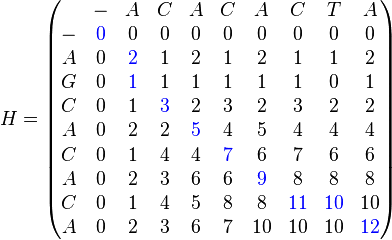 - A C A C A C T A
- 0 0 0 0 0 0 0 0 0
A 0 2 1 2 1 2 1 1 2
G 0 1 1 1 1 1 1 0 1
H = C 0 1 3 2 3 2 3 2 2
A 0 2 2 5 4 5 4 4 4
C 0 1 4 4 7 6 7 6 6
A 0 2 3 6 6 9 8 8 8
C 0 1 4 5 8 8 11 10 10
A 0 2 3 6 7 10 10 10 12